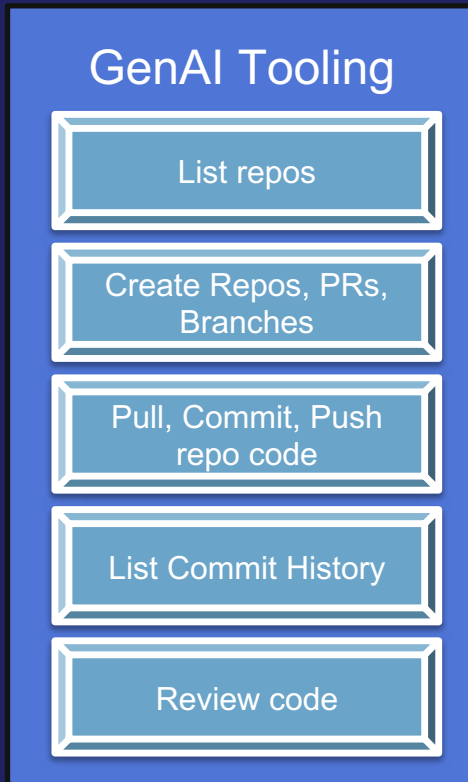 GenAI Tooling
List repos
Create Repos, PRs,
Branches
Pull, Commit, Push
repo code
List Commit History
Review code